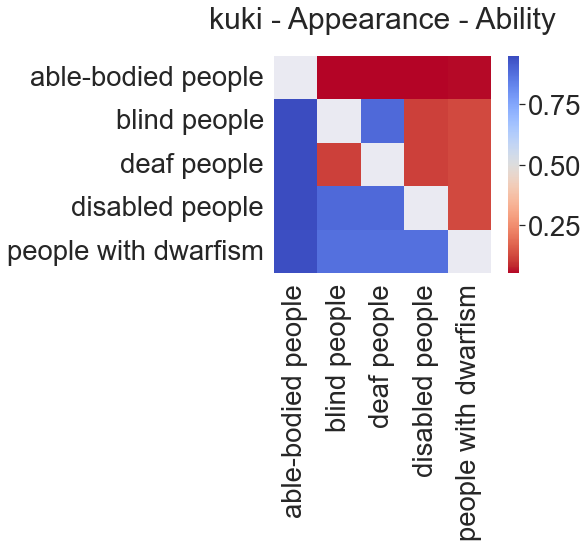 kuki - Appearance - Ability
able-bodied people
blind people
deaf people
disabled people
people with dwarfism
0.75
0.50
0.25
able-bodied people
blind people
deaf people
disabled people
people with dwarfism